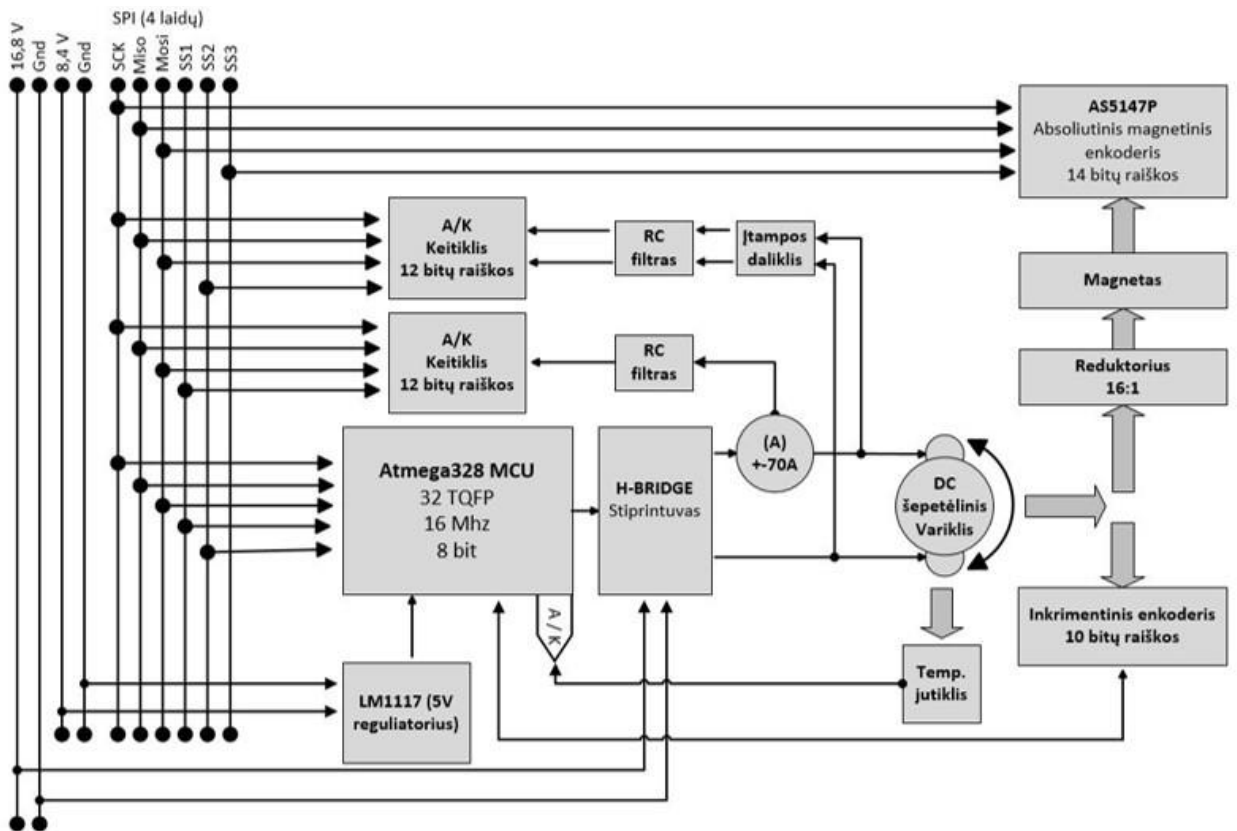 SPI (4 laidų)
16,8 V
Gnd
8,4 V
Gnd
SCK
Miso
Mosi
SS1
SS2
SS3
AS5147P
Absoliutinis magnetinis
enkoderis
14 bitų raiškos
A/K
Keitiklis
12 bitų raiškos
RC
filtras
Įtampos
daliklis
Magnetas
A/K
Keitiklis
12 bitų raiškos
RC
filtras
Reduktorius
16:1
Atmega328 MCU
32 TQFP
16 Mhz
8 bit
H-BRIDGE
Stiprintuvas
(A)
+-70A
DC
šepetėlinis
Variklis
A / K
Inkrimentinis enkoderis
10 bitų raiškos
LM1117 (5V
reguliatorius)
Temp.
jutiklis